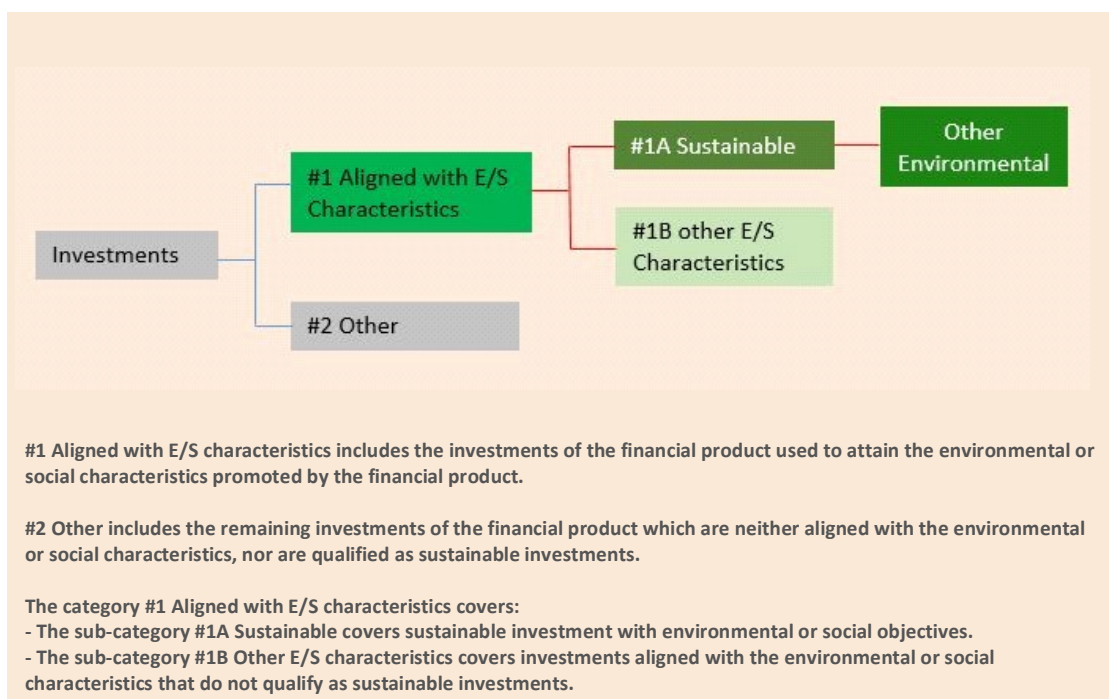 Other
Environmental
#1A Sustainable
#1 Aligned with E/S
Characteristics
#1B other E/S
Characteristics
Investments
#2 Other
#1 Aligned with E/S characteristics includes the investments of the financial product used to attain the environmental or
social characteristics promoted by the financial product.
#2 Other includes the remaining investments of the financial product which are neither aligned with the environmental
or social characteristics, nor are qualified as sustainable investments.
The category #1 Aligned with E/S characteristics covers:
- The sub-category #1A Sustainable covers sustainable investment with environmental or social objectives.
- The sub-category #1B Other E/S characteristics covers investments aligned with the environmental or social
characteristics that do not qualify as sustainable investments.